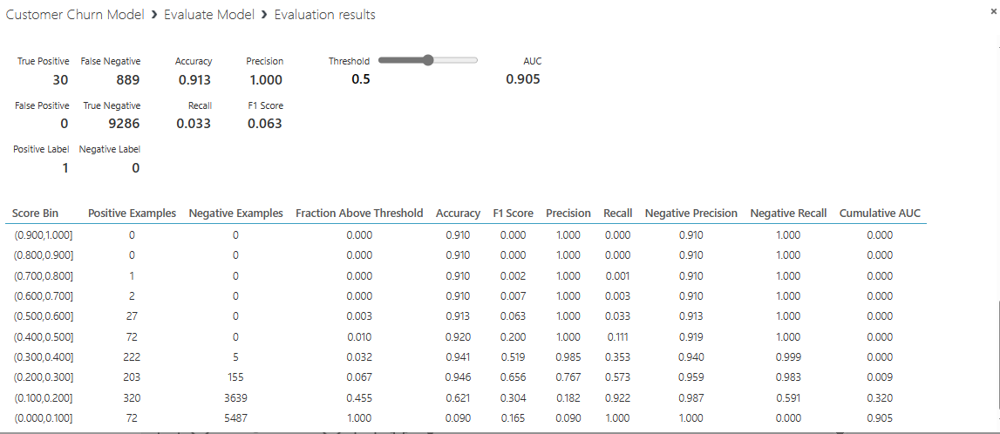 Customer Churn Model > Evaluate Model > Evaluation results ×
True Positive False Negative Accuracy Precision Threshold AUC
30 889 0.913 1.000 0.5 0.905
False Positive True Negative Recall F1 Score
0 9286 0.033 0.063
Positive Label Negative Label
1 0
Score Bin Positive Examples Negative Examples Fraction Above Threshold Accuracy F1 Score Precision Recall Negative Precision Negative Recall Cumulative AUC
(0.900,1.000] 0 0 0.000 0.910 0.000 1.000 0.000 0.910 1.000 0.000
(0.800,0.900] 0 0 0.000 0.910 0.000 1.000 0.000 0.910 1.000 0.000
(0.700,0.800] 1 0 0.000 0.910 0.002 1.000 0.001 0.910 1.000 0.000
(0.600,0.700] 2 0 0.000 0.910 0.007 1.000 0.003 0.910 1.000 0.000
(0.500,0.600] 27 0 0.003 0.913 0.063 1.000 0.033 0.913 1.000 0.000
(0.400,0.500] 72 0 0.010 0.920 0.200 1.000 0.111 0.919 1.000 0.000
(0.300,0.400] 222 5 0.032 0.941 0.519 0.985 0.353 0.940 0.999 0.000
(0.200,0.300] 203 155 0.067 0.946 0.656 0.767 0.573 0.959 0.983 0.009
(0.100,0.200] 320 3639 0.455 0.621 0.304 0.182 0.922 0.987 0.591 0.320
(0.000,0.100] 72 5487 1.000 0.090 0.165 0.090 1.000 1.000 0.000 0.905